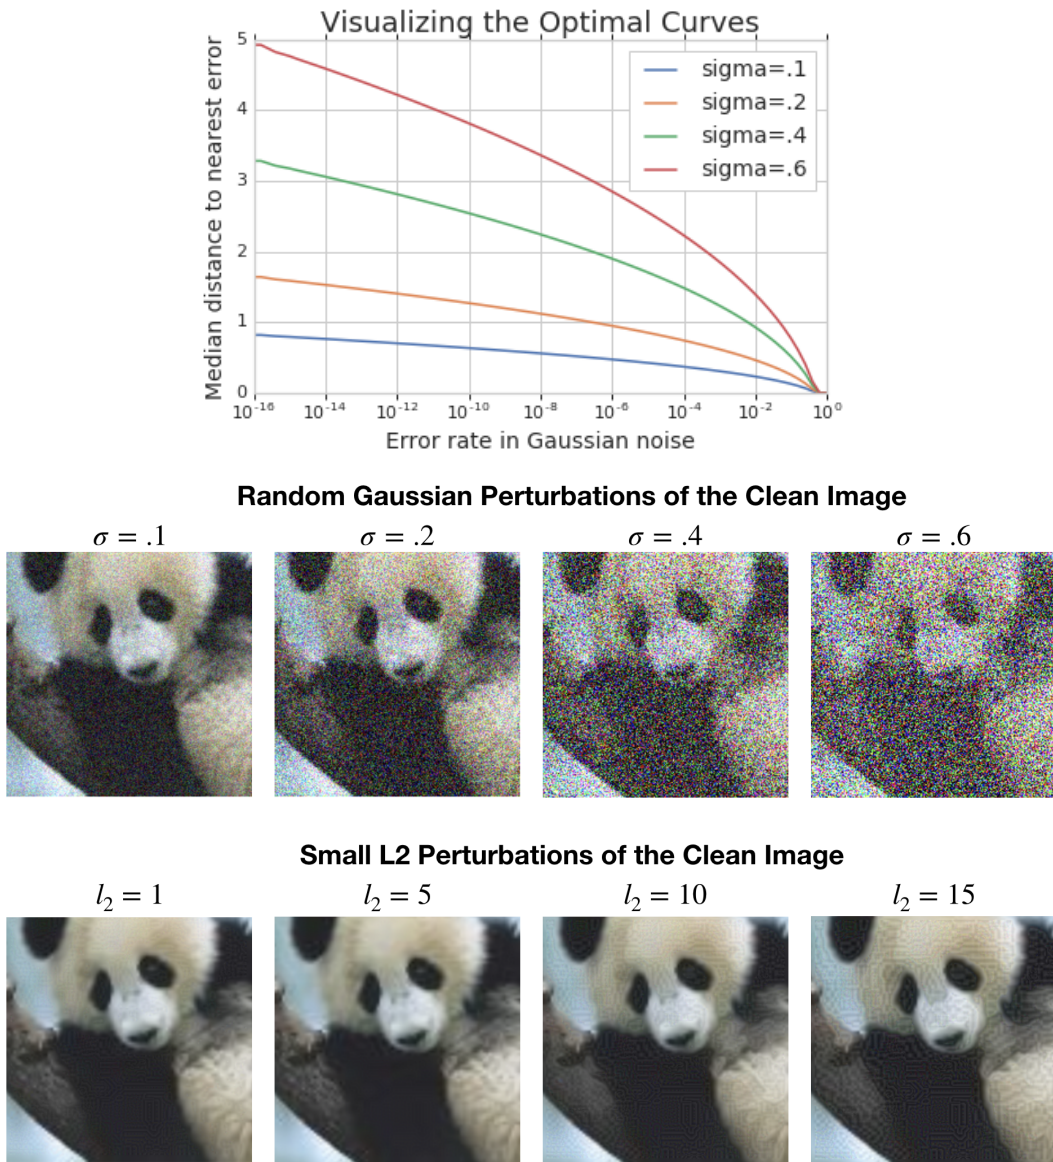 Visualizing the Optimal Curves
Median distance to nearest error
5
4
3
2
1
0
sigma=.1
sigma=.2
sigma=.4
sigma=.6
10⁻¹⁶ 10⁻¹⁴ 10⁻¹² 10⁻¹⁰ 10⁻⁸ 10⁻⁶ 10⁻⁴ 10⁻² 10⁰
Error rate in Gaussian noise
Random Gaussian Perturbations of the Clean Image
σ = .1 σ = .2 σ = .4 σ = .6
Small L2 Perturbations of the Clean Image
l₂ = 1 l₂ = 5 l₂ = 10 l₂ = 15